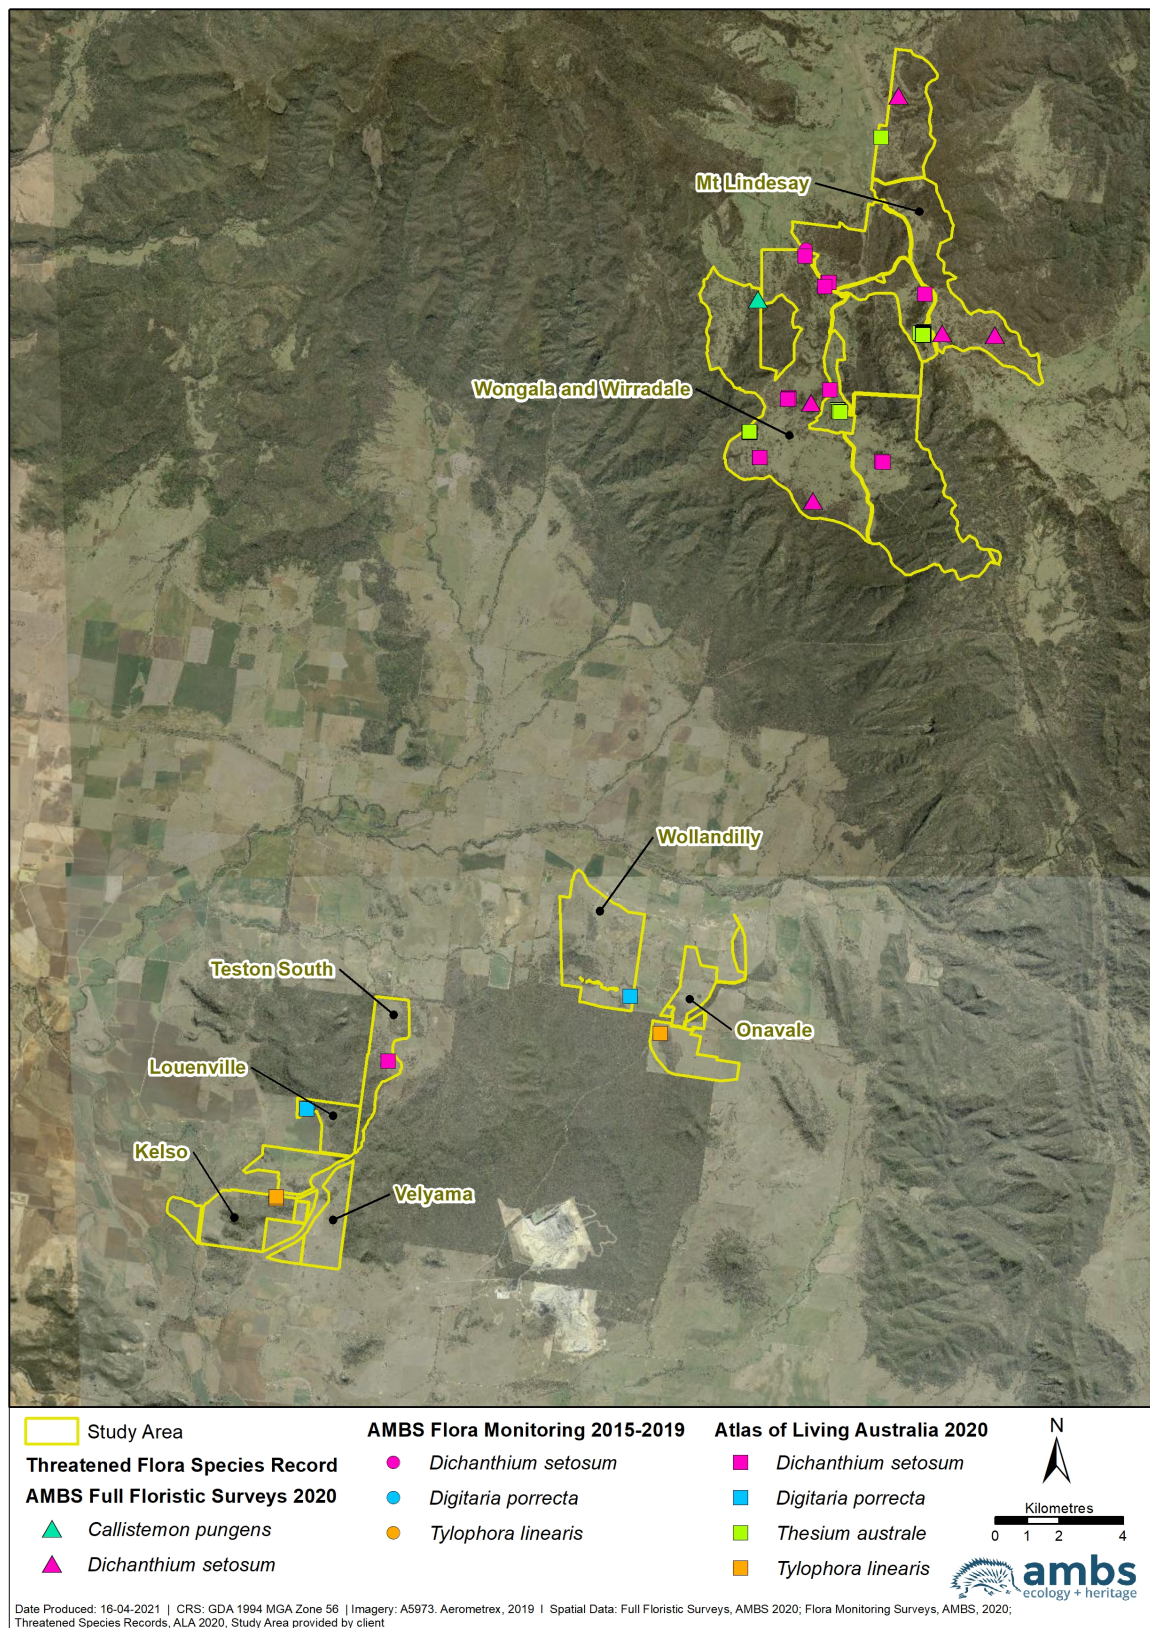 Mt Lindesay
Wongala and Wirradale
Wollandilly
Teston South
Onavale
Louenville
Kelso
Velyama
Study Area
Threatened Flora Species Record
AMBS Full Floristic Surveys 2020
Callistemon pungens
Dichanthium setosum
AMBS Flora Monitoring 2015-2019
Dichanthium setosum
Digitaria porrecta
Tylophora linearis
Atlas of Living Australia 2020
Dichanthium setosum
Digitaria porrecta
Thesium australe
Tylophora linearis
N
Kilometres
0 1 2 4
ambs
ecology + heritage
Date Produced: 16-04-2021 | CRS: GDA 1994 MGA Zone 56 | Imagery: A5973. Aerometrex, 2019 I Spatial Data: Full Floristic Surveys, AMBS 2020; Flora Monitoring Surveys, AMBS, 2020;
Threatened Species Records, ALA 2020, Study Area provided by client